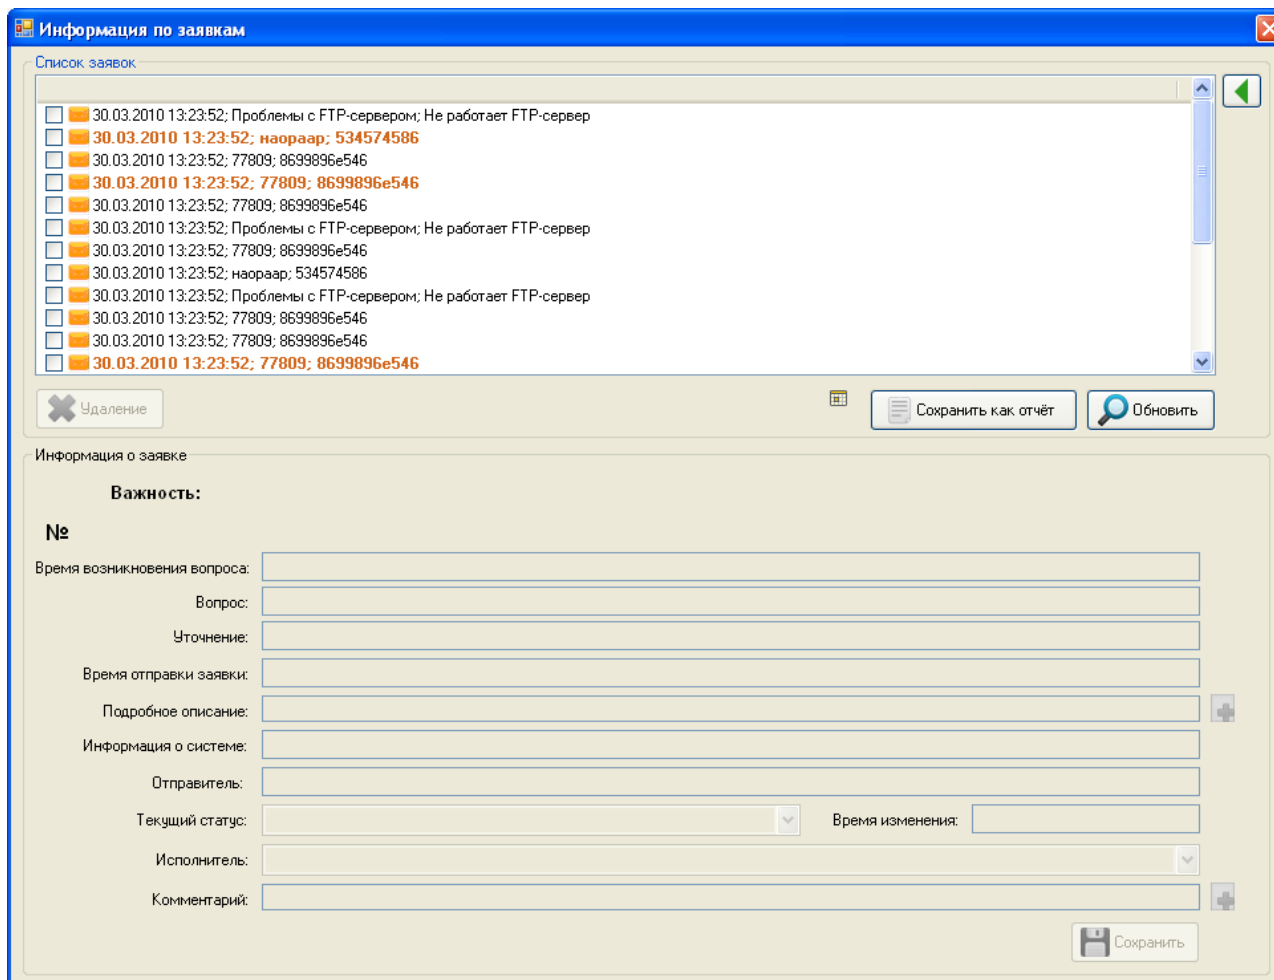 Информация по заявкам
Список заявок
30.03.2010 13:23:52; Проблемы с FTP-сервером; Не работает FTP-сервер
30.03.2010 13:23:52; наораар; 534574586
30.03.2010 13:23:52; 77809; 8699896e546
30.03.2010 13:23:52; 77809; 8699896e546
30.03.2010 13:23:52; 77809; 8699896e546
30.03.2010 13:23:52; Проблемы с FTP-сервером; Не работает FTP-сервер
30.03.2010 13:23:52; 77809; 8699896e546
30.03.2010 13:23:52; наораар; 534574586
30.03.2010 13:23:52; Проблемы с FTP-сервером; Не работает FTP-сервер
30.03.2010 13:23:52; 77809; 8699896e546
30.03.2010 13:23:52; 77809; 8699896e546
30.03.2010 13:23:52; 77809; 8699896e546
Удаление Сохранить как отчёт Обновить
Информация о заявке
Важность:
№
Время возникновения вопроса:
Вопрос:
Уточнение:
Время отправки заявки:
Подробное описание:
Информация о системе:
Отправитель:
Текущий статус: Время изменения:
Исполнитель:
Комментарий:
Сохранить